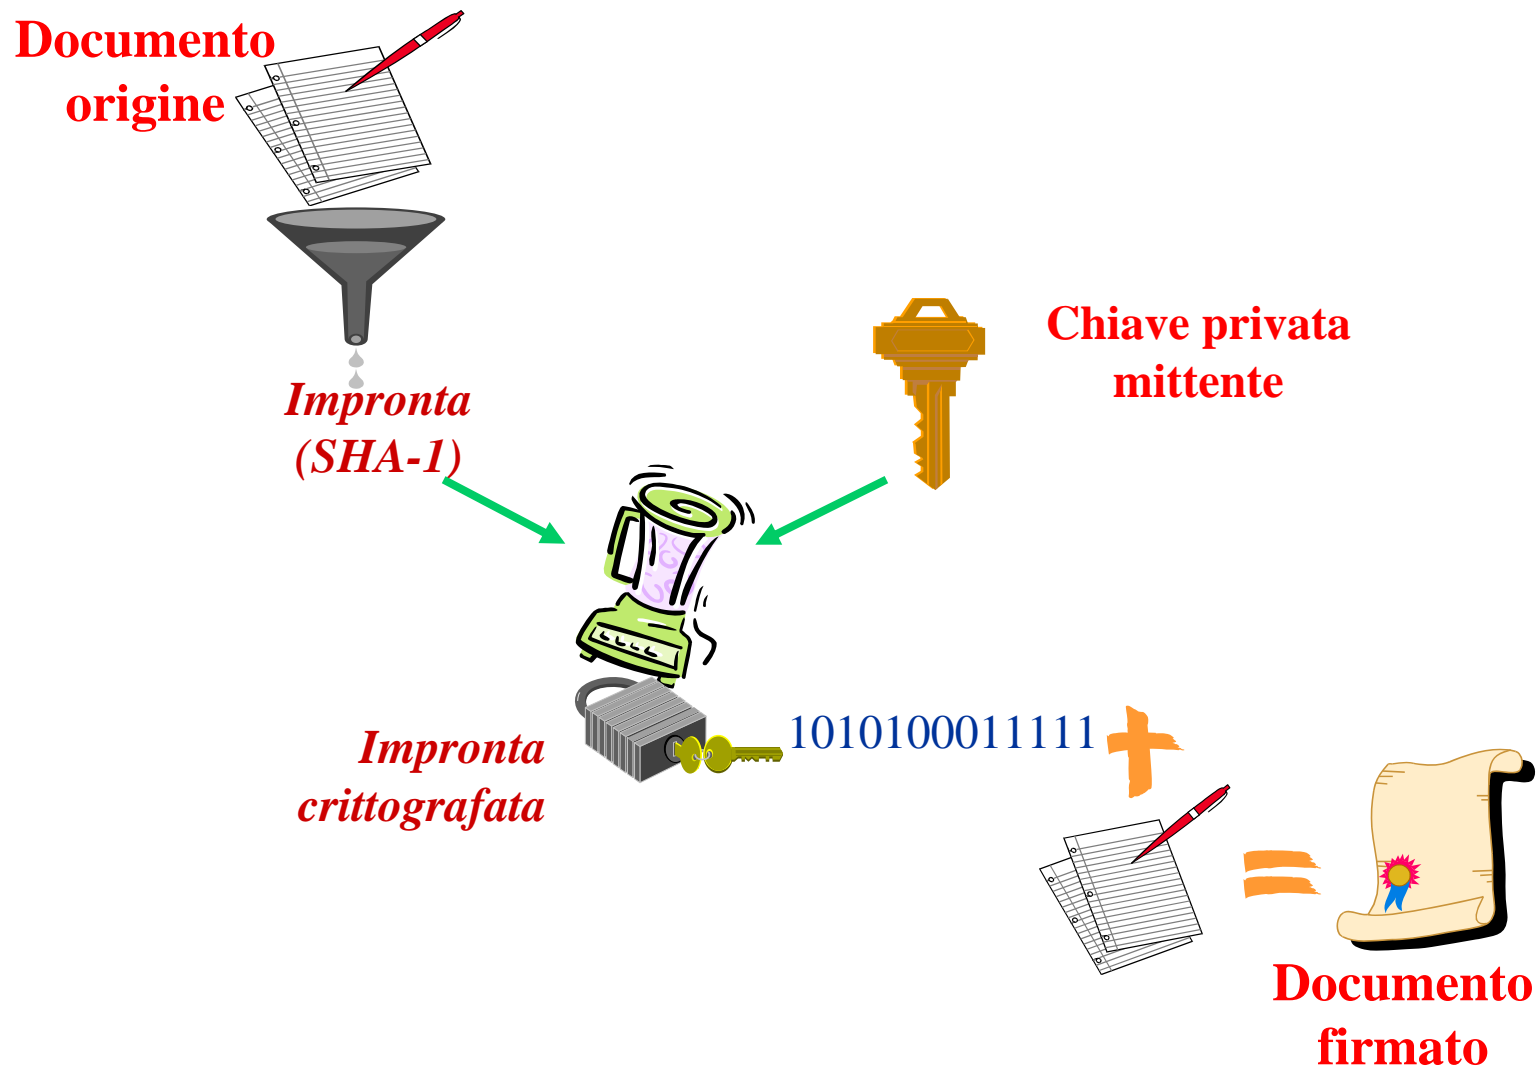 Documento
origine
Impronta
(SHA-1)
Chiave privata
mittente
Impronta
crittografata
1010100011111
Documento
firmato